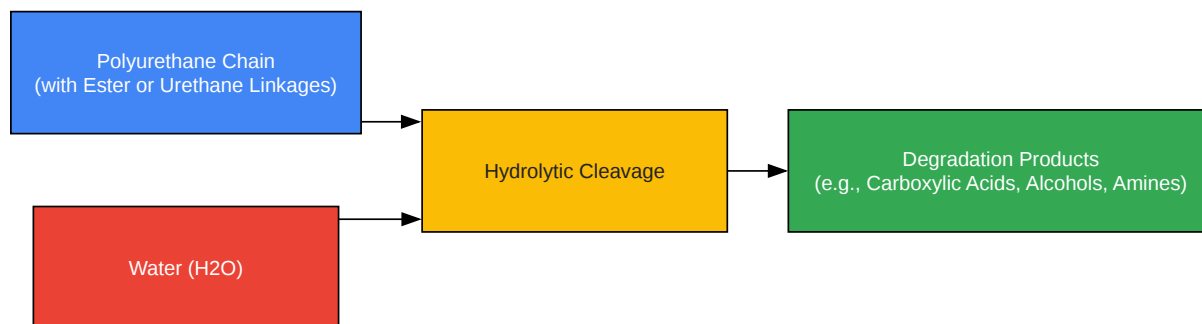 Polyurethane Chain
(with Ester or Urethane Linkages)
Hydrolytic Cleavage
Degradation Products
(e.g., Carboxylic Acids, Alcohols, Amines)
Water (H2O)